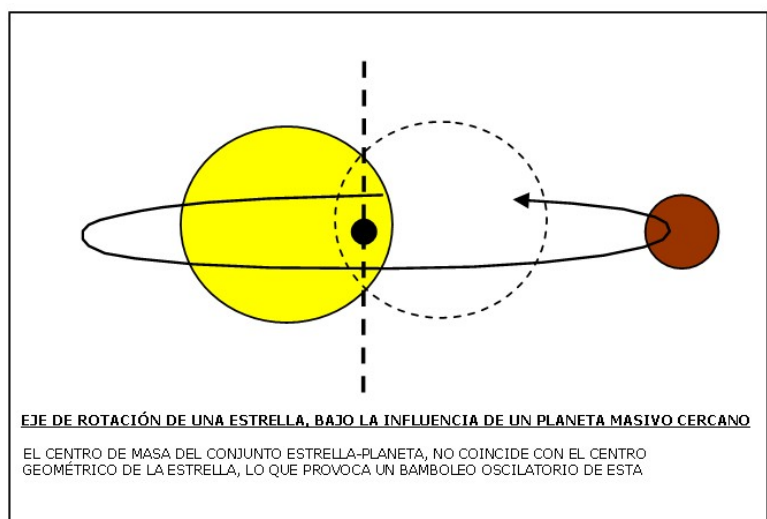 EJE DE ROTACIÓN DE UNA ESTRELLA, BAJO LA INFLUENCIA DE UN PLANETA MASIVO CERCANO
EL CENTRO DE MASA DEL CONJUNTO ESTRELLA-PLANETA, NO COINCIDE CON EL CENTRO
GEOMÉTRICO DE LA ESTRELLA, LO QUE PROVOCA UN BAMBOLEO OSCILATORIO DE ESTA